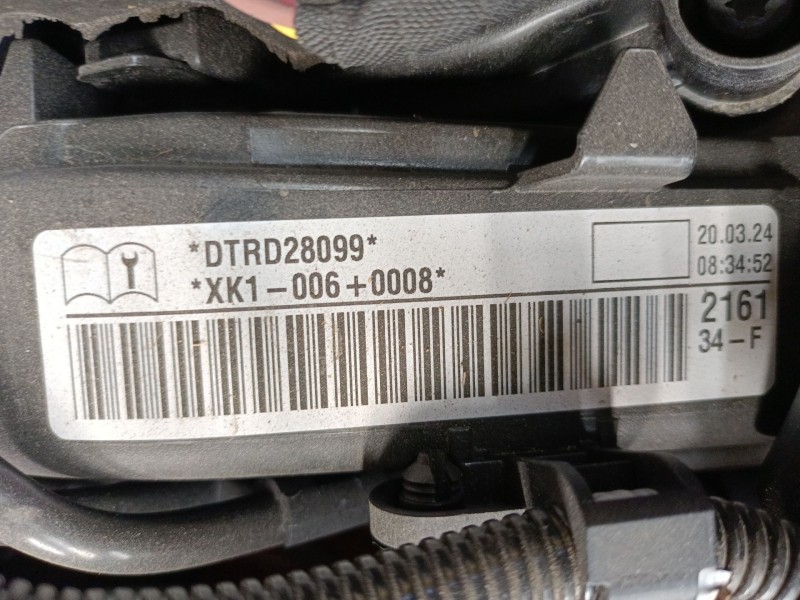 *DTRD28099*
*XK1-006+0008*
20.03.24
08:34:52
2161
34-F